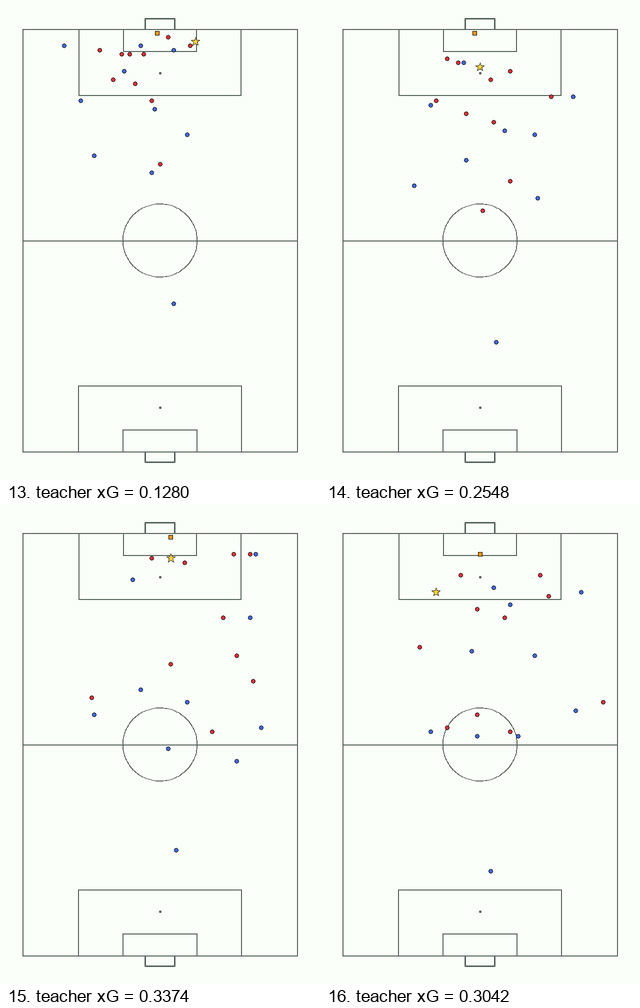 13. teacher xG = 0.1280
14. teacher xG = 0.2548
15. teacher xG = 0.3374
16. teacher xG = 0.3042